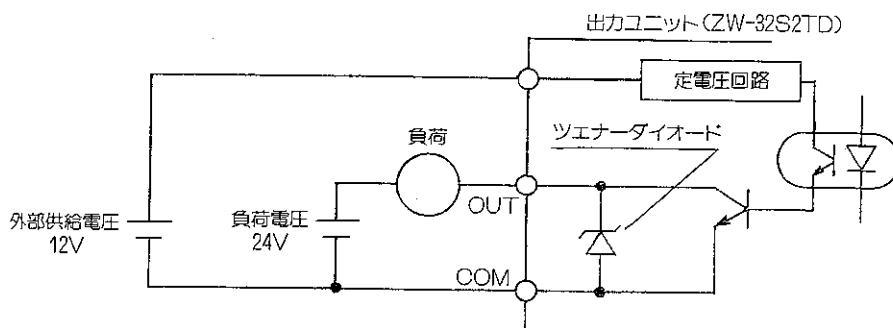 出力ユニット(ZW-32S2TD)
定電圧回路
ツエナーダイオード
負荷
OUT
外部供給電圧
12V
負荷電圧
24V
COM